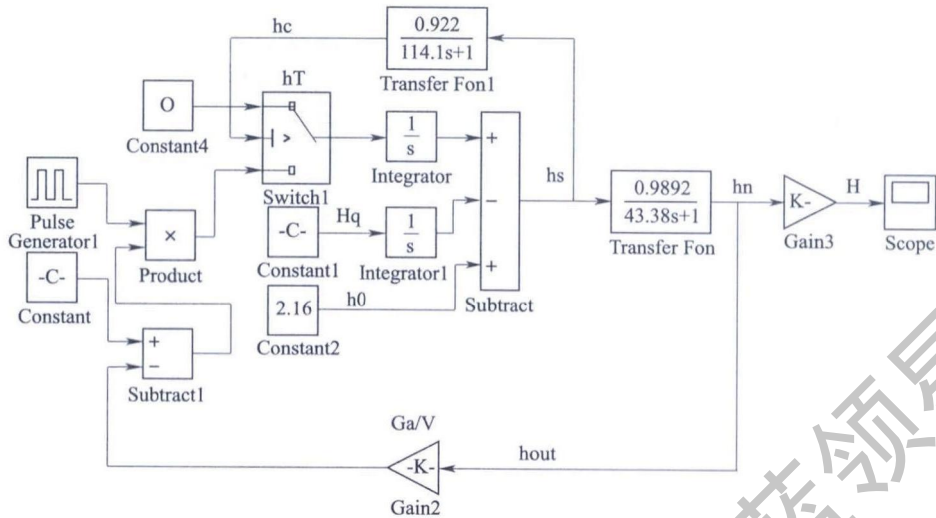 hc
0.922
114.1s+1
Transfer Fon1
hT
O
Constant4
>
Switch1
1
s
Integrator
+
−
+
Subtract
hs
0.9892
43.38s+1
Transfer Fon
hn
K-
Gain3
H
Scope
Pulse
Generator1
×
Product
-C-
Constant1
Hq
1
s
Integrator1
-C-
Constant
2.16
h0
Constant2
+
−
Subtract1
Ga/V
-K-
Gain2
hout